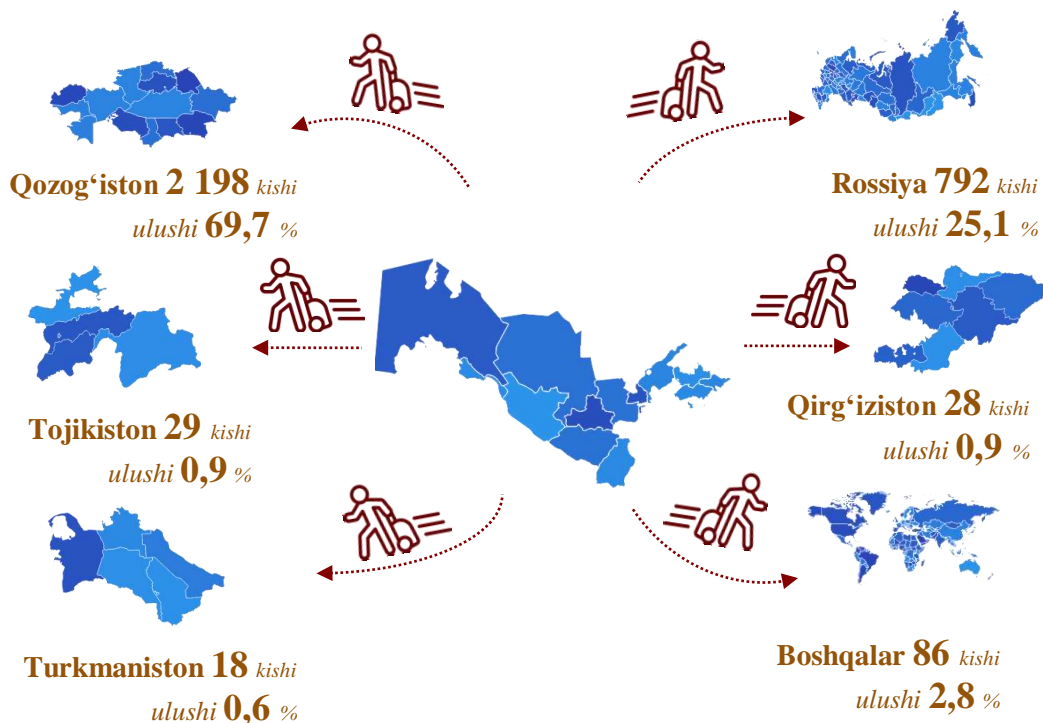 Qozog‘iston 2 198 kishi
ulushi 69,7 %
Rossiya 792 kishi
ulushi 25,1 %
Tojikiston 29 kishi
ulushi 0,9 %
Qirg‘iziston 28 kishi
ulushi 0,9 %
Turkmaniston 18 kishi
ulushi 0,6 %
Boshqalar 86 kishi
ulushi 2,8 %